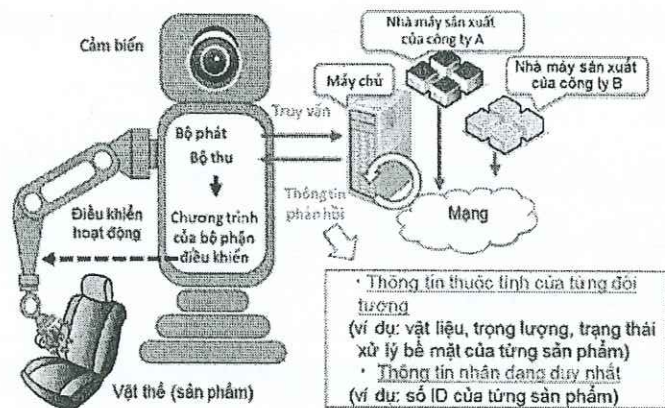 Cảm biến
Nhà máy sản xuất
của công ty A
Nhà máy sản xuất
của công ty B
Máy chủ
Truy vấn
Bộ phát
Bộ thu
Thông tin
phản hồi
Mạng
Điều khiển
hoạt động
Chương trình
của bộ phận
điều khiển
Vật thể (sản phẩm)
· Thông tin thuộc tính của từng đối
tượng
(ví dụ: vật liệu, trọng lượng, trạng thái
xử lý bề mặt của từng sản phẩm)
· Thông tin nhân dạng duy nhất
(ví dụ: số ID của từng sản phẩm)